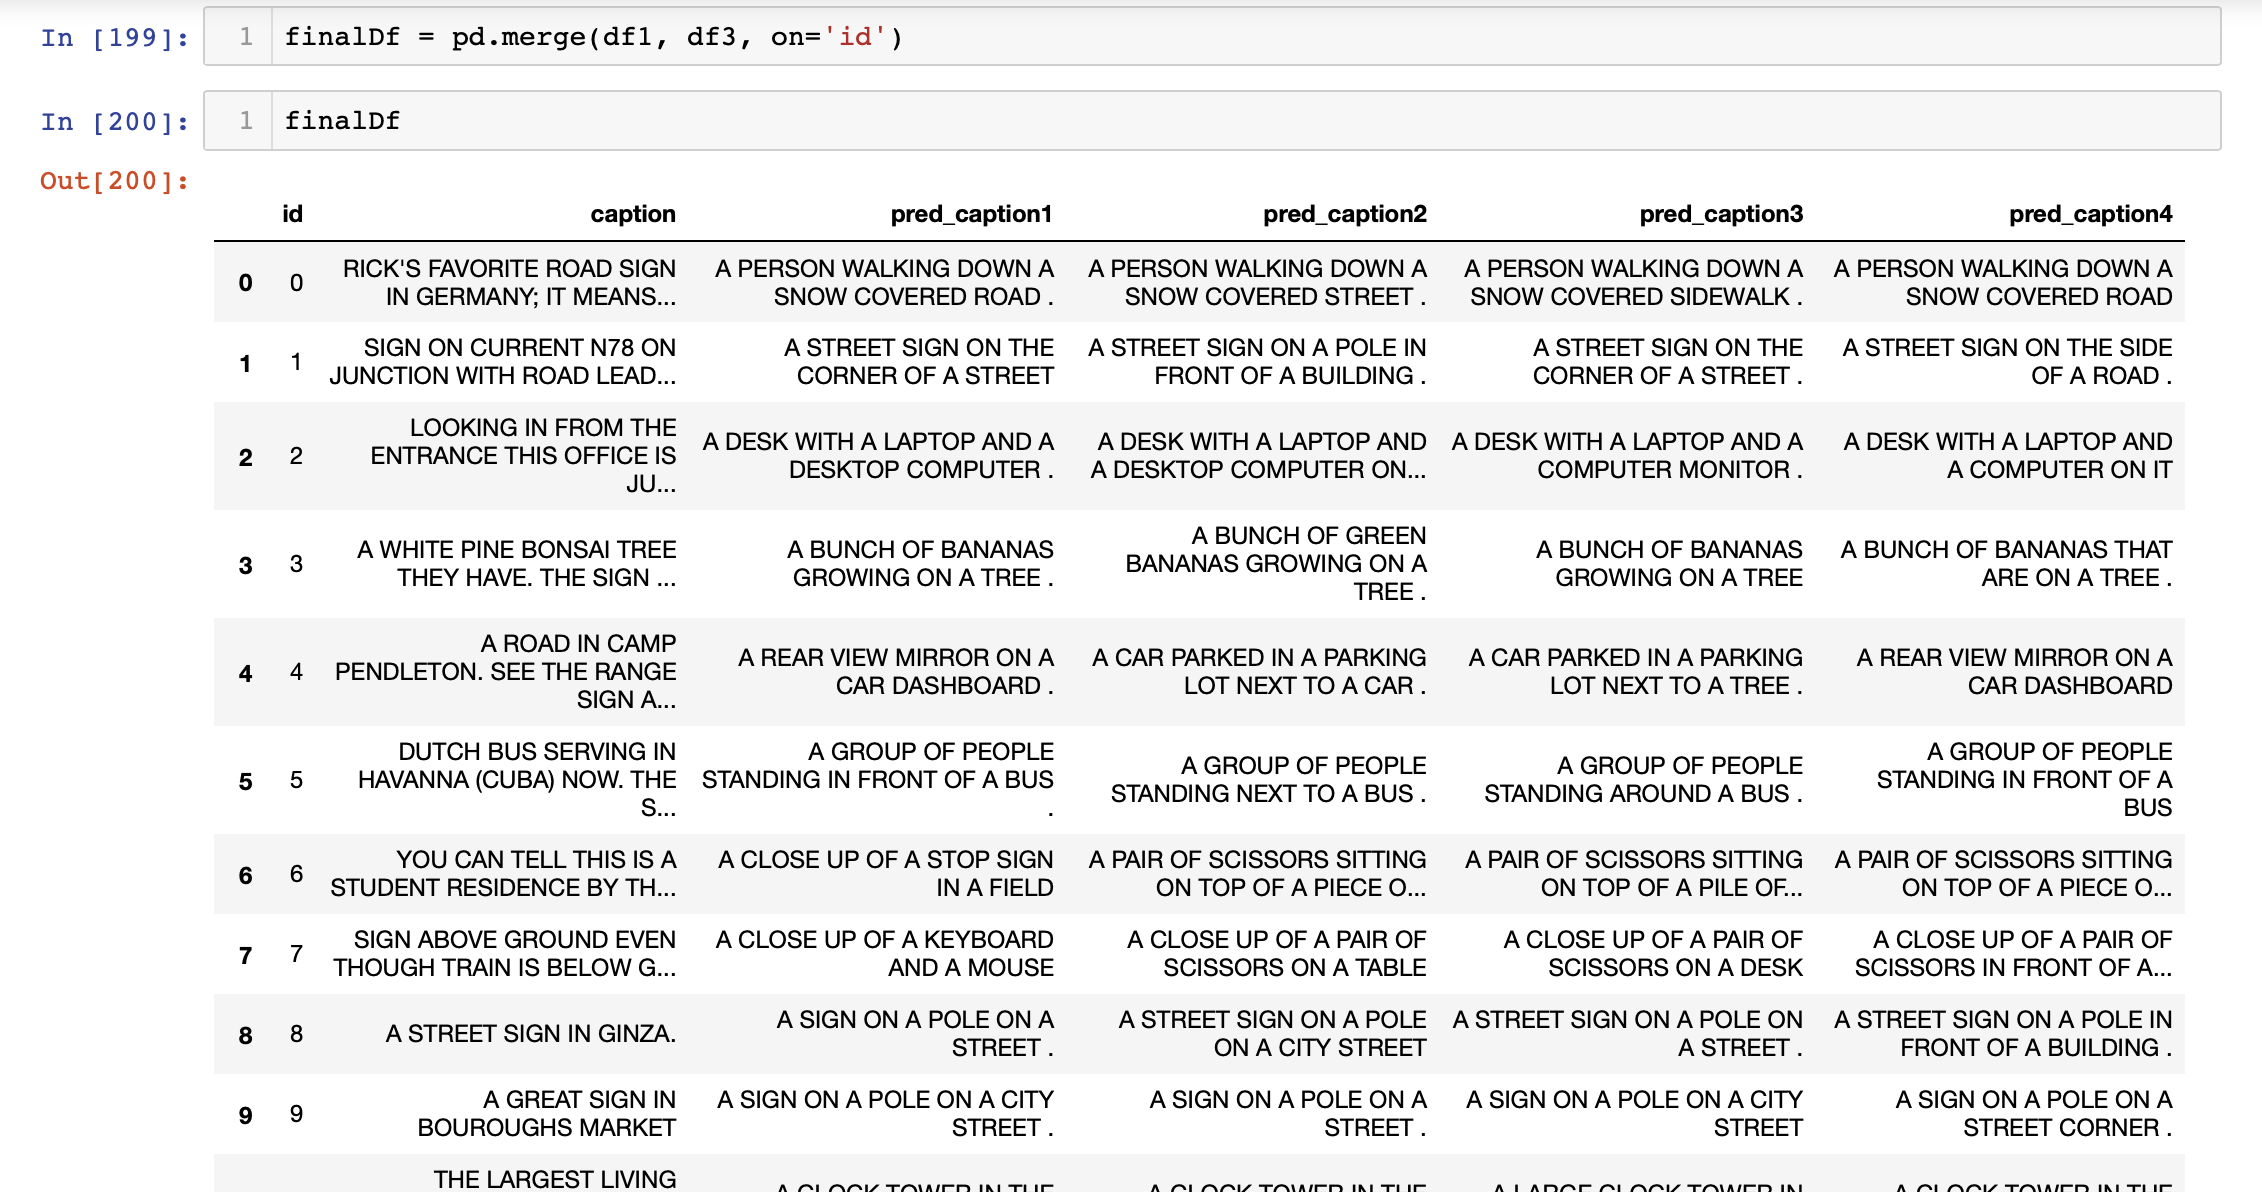 In [199]: 1 finalDf = pd.merge(df1, df3, on='id')
In [200]: 1 finalDf
Out[200]:
id caption pred_caption1 pred_caption2 pred_caption3 pred_caption4
0 0 RICK'S FAVORITE ROAD SIGN A PERSON WALKING DOWN A A PERSON WALKING DOWN A A PERSON WALKING DOWN A A PERSON WALKING DOWN A
IN GERMANY; IT MEANS... SNOW COVERED ROAD . SNOW COVERED STREET . SNOW COVERED SIDEWALK . SNOW COVERED ROAD
1 1 SIGN ON CURRENT N78 ON A STREET SIGN ON THE A STREET SIGN ON A POLE IN A STREET SIGN ON THE A STREET SIGN ON THE SIDE
JUNCTION WITH ROAD LEAD... CORNER OF A STREET FRONT OF A BUILDING . CORNER OF A STREET . OF A ROAD .
LOOKING IN FROM THE
2 2 ENTRANCE THIS OFFICE IS A DESK WITH A LAPTOP AND A A DESK WITH A LAPTOP AND A DESK WITH A LAPTOP AND A A DESK WITH A LAPTOP AND
JU... DESKTOP COMPUTER . A DESKTOP COMPUTER ON... COMPUTER MONITOR . A COMPUTER ON IT
3 3 A WHITE PINE BONSAI TREE A BUNCH OF BANANAS A BUNCH OF GREEN A BUNCH OF BANANAS A BUNCH OF BANANAS THAT
THEY HAVE. THE SIGN ... GROWING ON A TREE . BANANAS GROWING ON A GROWING ON A TREE ARE ON A TREE .
TREE .
A ROAD IN CAMP
4 4 PENDLETON. SEE THE RANGE A REAR VIEW MIRROR ON A A CAR PARKED IN A PARKING A CAR PARKED IN A PARKING A REAR VIEW MIRROR ON A
SIGN A... CAR DASHBOARD . LOT NEXT TO A CAR . LOT NEXT TO A TREE . CAR DASHBOARD
DUTCH BUS SERVING IN A GROUP OF PEOPLE A GROUP OF PEOPLE
5 5 HAVANNA (CUBA) NOW. THE STANDING IN FRONT OF A BUS A GROUP OF PEOPLE A GROUP OF PEOPLE STANDING IN FRONT OF A
S... . STANDING NEXT TO A BUS . STANDING AROUND A BUS . BUS
6 6 YOU CAN TELL THIS IS A A CLOSE UP OF A STOP SIGN A PAIR OF SCISSORS SITTING A PAIR OF SCISSORS SITTING A PAIR OF SCISSORS SITTING
STUDENT RESIDENCE BY TH... IN A FIELD ON TOP OF A PIECE O... ON TOP OF A PILE OF... ON TOP OF A PIECE O...
7 7 SIGN ABOVE GROUND EVEN A CLOSE UP OF A KEYBOARD A CLOSE UP OF A PAIR OF A CLOSE UP OF A PAIR OF A CLOSE UP OF A PAIR OF
THOUGH TRAIN IS BELOW G... AND A MOUSE SCISSORS ON A TABLE SCISSORS ON A DESK SCISSORS IN FRONT OF A...
8 8 A STREET SIGN IN GINZA. A SIGN ON A POLE ON A A STREET SIGN ON A POLE A STREET SIGN ON A POLE ON A STREET SIGN ON A POLE IN
STREET . ON A CITY STREET A STREET . FRONT OF A BUILDING .
9 9 A GREAT SIGN IN A SIGN ON A POLE ON A CITY A SIGN ON A POLE ON A A SIGN ON A POLE ON A CITY A SIGN ON A POLE ON A
BOUROUGHS MARKET STREET . STREET . STREET STREET CORNER .
THE LARGEST LIVING
A CLOCK TOWER IN THE A CLOCK TOWER IN THE A LARGE CLOCK TOWER IN A CLOCK TOWER IN THE